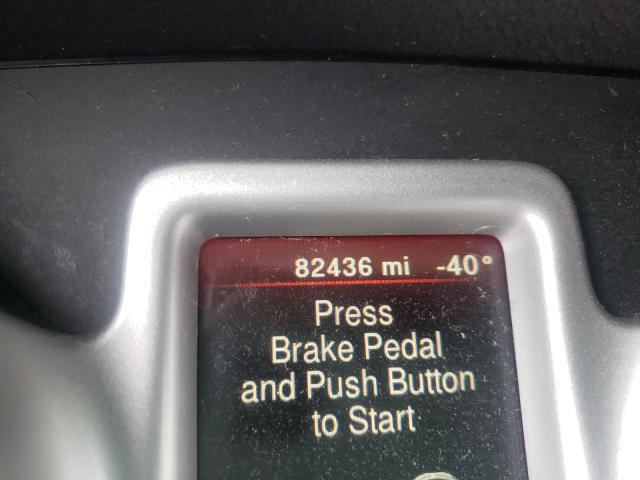 82436 mi -40°
Press
Brake Pedal
and Push Button
to Start